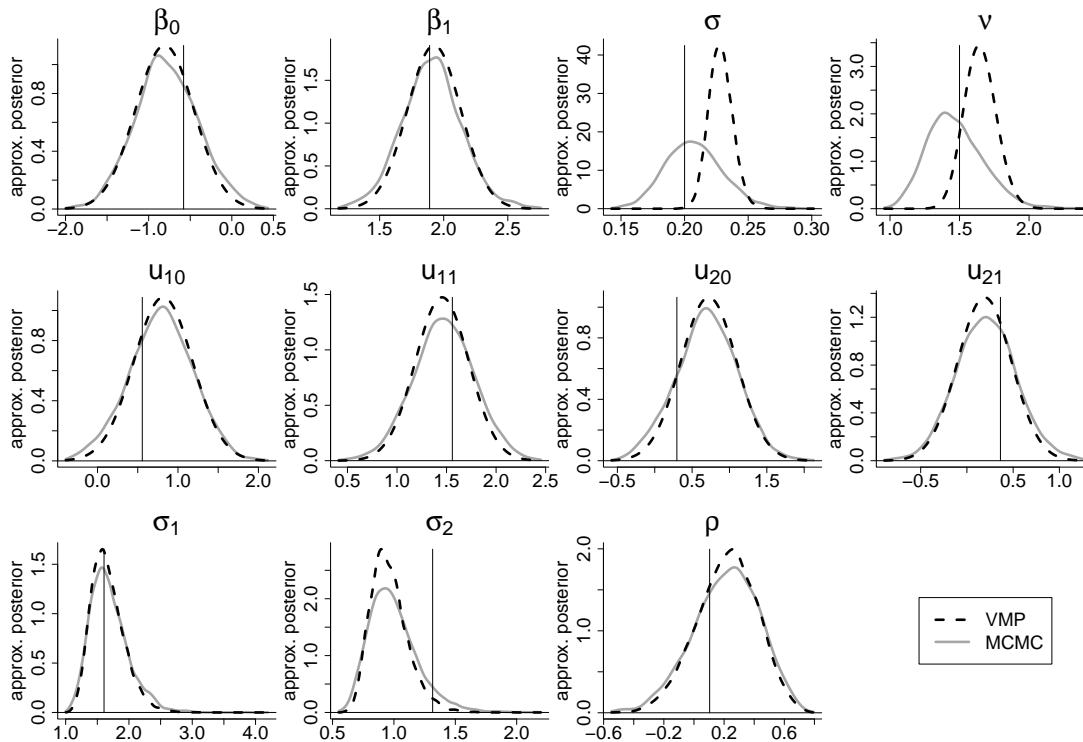 β0 β1 σ ν
approx. posterior
0.0 0.4 0.8
−2.0 −1.0 0.0
approx. posterior
0.0 0.5 1.0 1.5
1.5 2.0 2.5
approx. posterior
0 10 20 30 40
0.15 0.20 0.25 0.30
approx. posterior
0.0 1.0 2.0 3.0
1.0 1.5 2.0
u10 u11 u20 u21
approx. posterior
0.0 0.4 0.8
0.0 1.0 2.0
approx. posterior
0.0 0.5 1.0 1.5
0.5 1.0 1.5 2.0 2.5
approx. posterior
0.0 0.4 0.8
−0.5 0.5 1.5
approx. posterior
0.0 0.4 0.8 1.2
−0.5 0.5 1.0
σ1 σ2 ρ
approx. posterior
0.0 0.5 1.0 1.5
1.0 2.0 3.0 4.0
approx. posterior
0.0 1.0 2.0
0.5 1.0 1.5 2.0
approx. posterior
0.0 1.0 2.0
−0.6 −0.2 0.2 0.6
VMP
MCMC